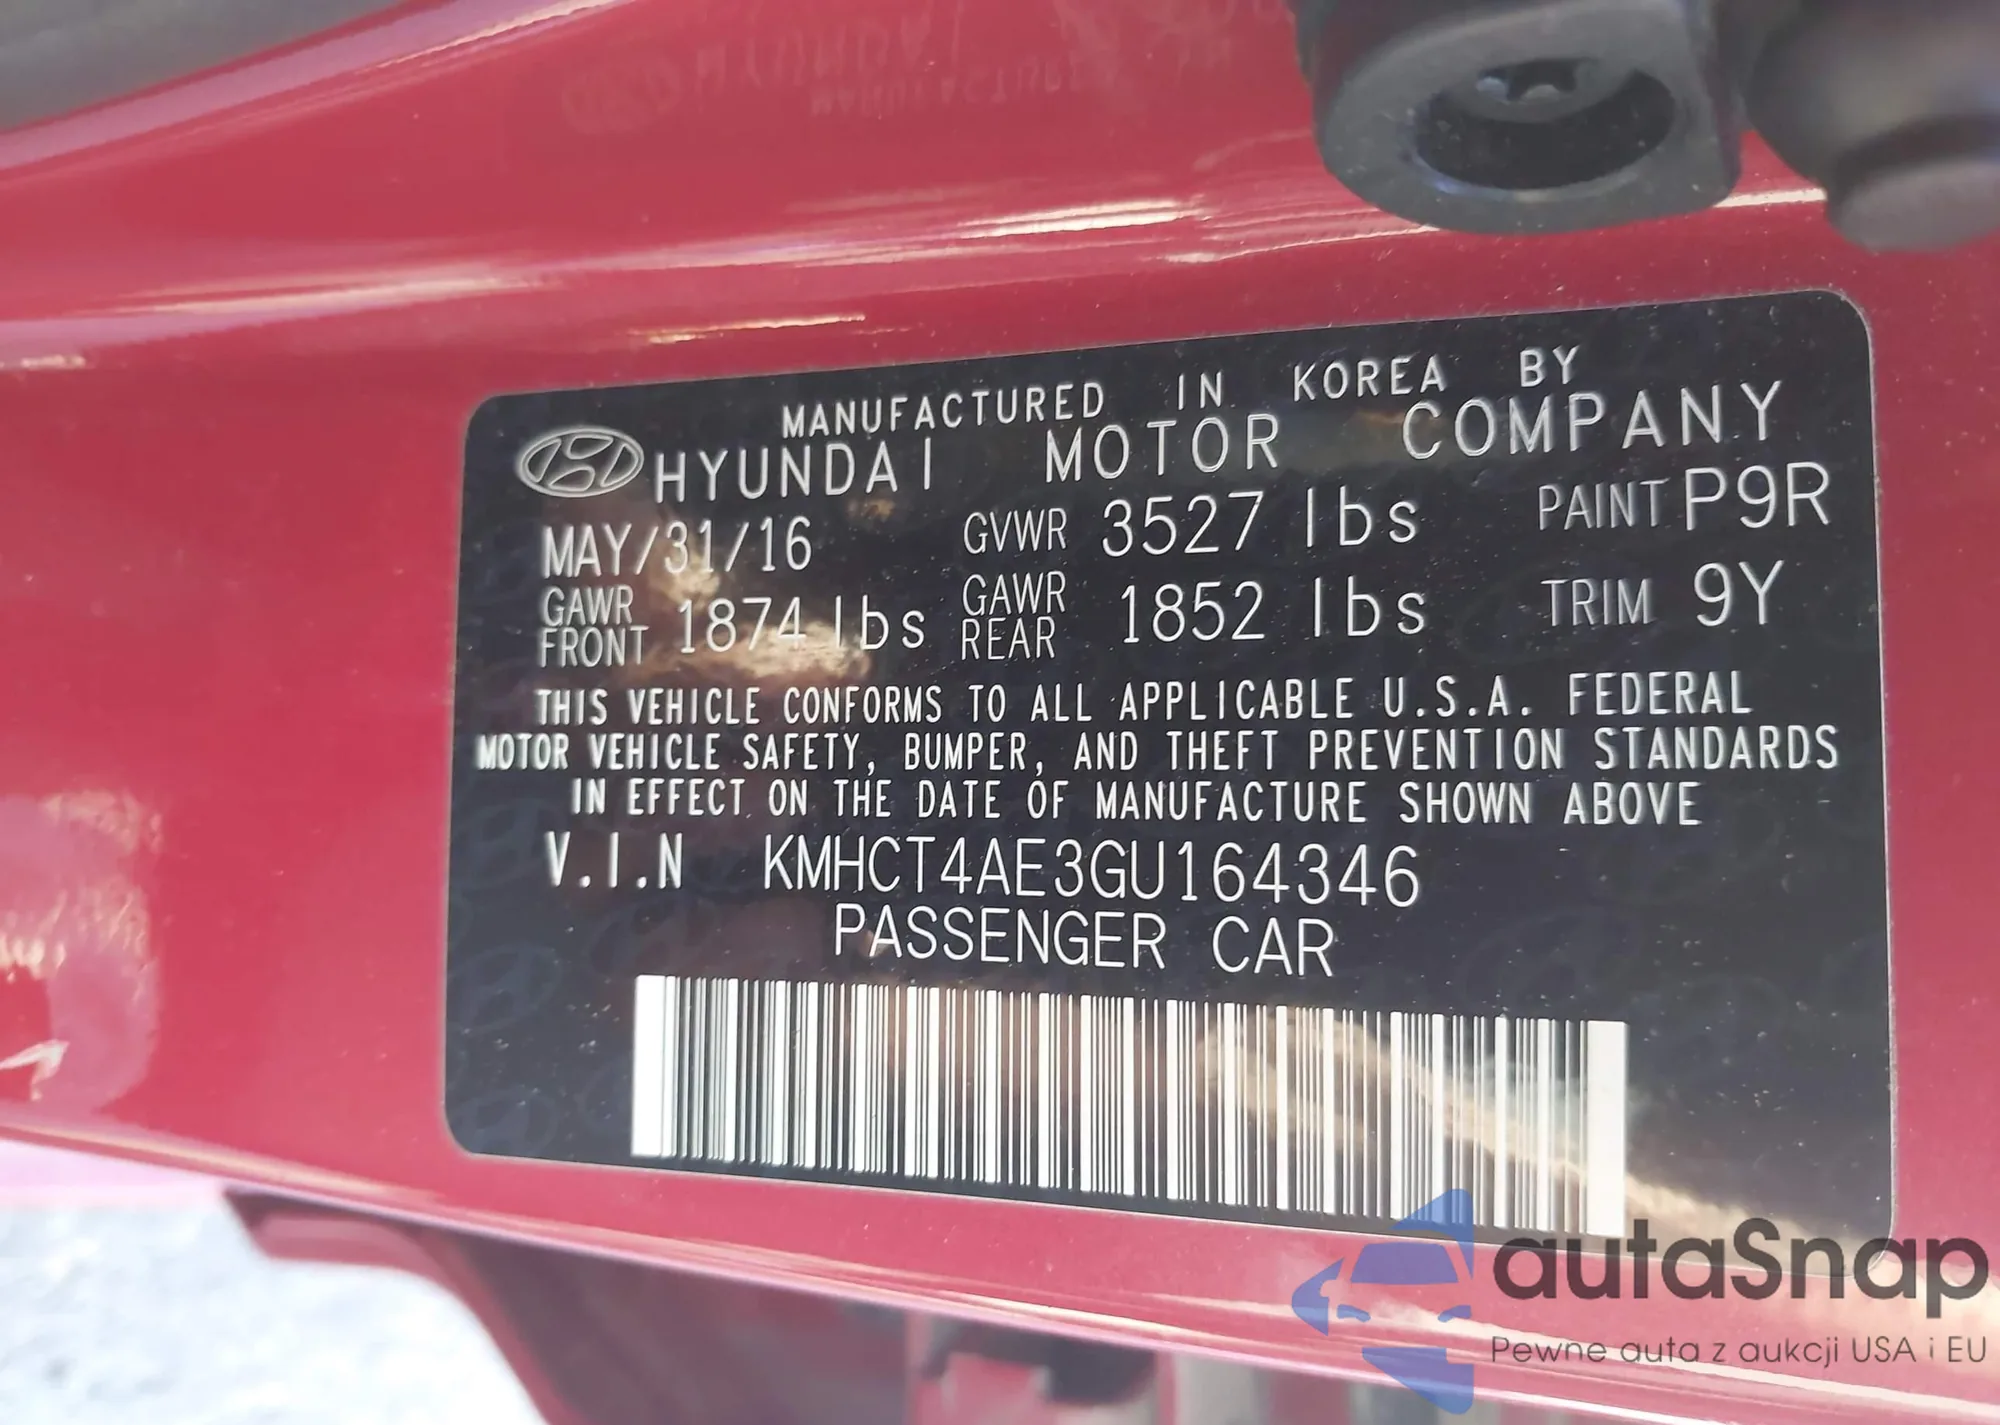 MANUFACTURED IN KOREA BY
HYUNDAI MOTOR COMPANY
MAY/31/16 GVWR 3527 lbs PAINT P9R
GAWR FRONT 1874 lbs GAWR REAR 1852 lbs TRIM 9Y
THIS VEHICLE CONFORMS TO ALL APPLICABLE U.S.A. FEDERAL
MOTOR VEHICLE SAFETY, BUMPER, AND THEFT PREVENTION STANDARDS
IN EFFECT ON THE DATE OF MANUFACTURE SHOWN ABOVE
V.I.N KMHCT4AE3GU164346
PASSENGER CAR
autaSnap
Pewne auta z aukcji USA i EU